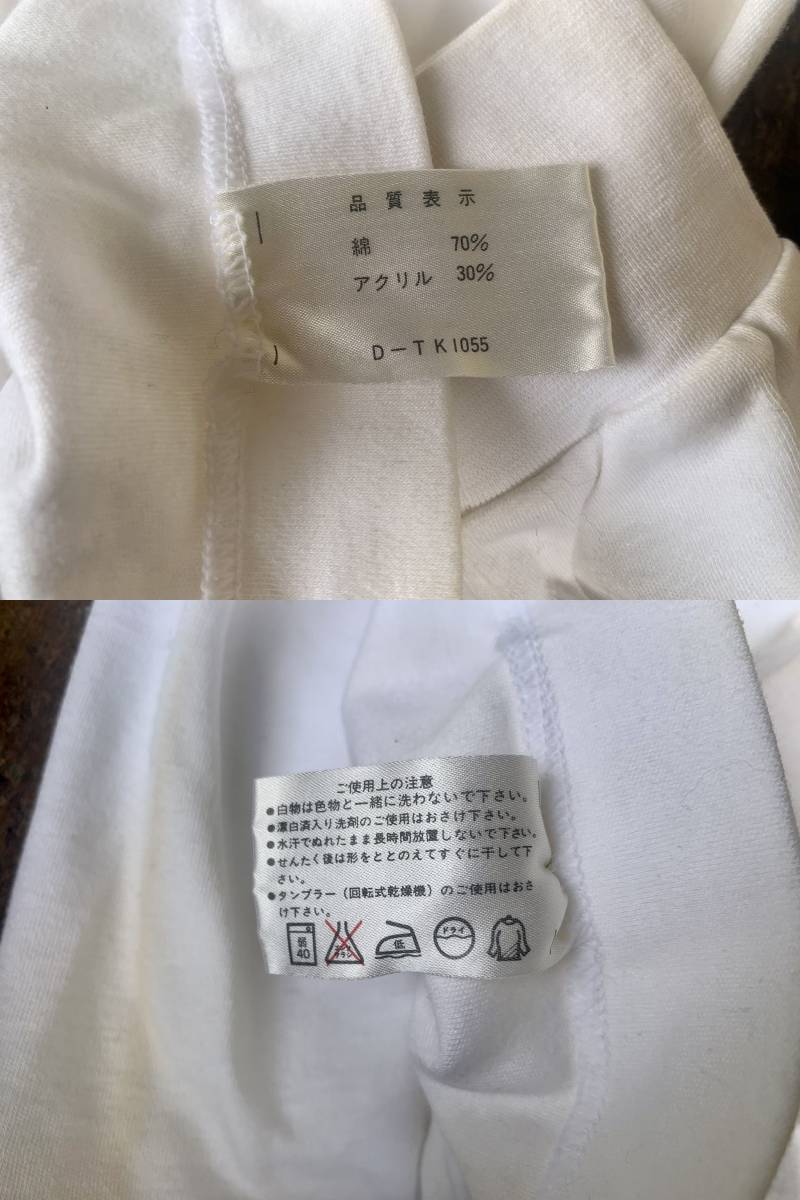 品質表示
綿 70%
アクリル 30%
D－TK1055
ご使用上の注意
●白物は色物と一緒に洗わないで下さい。
●漂白済入り洗剤のご使用はおさけ下さい。
●水汗でぬれたまま長時間放置しないで下さい。
●せんたく後は形をととのえてすぐに干して下
さい。
●タンブラー（回転式乾燥機）のご使用はおさ
け下さい。
弱
40
低
ドライ